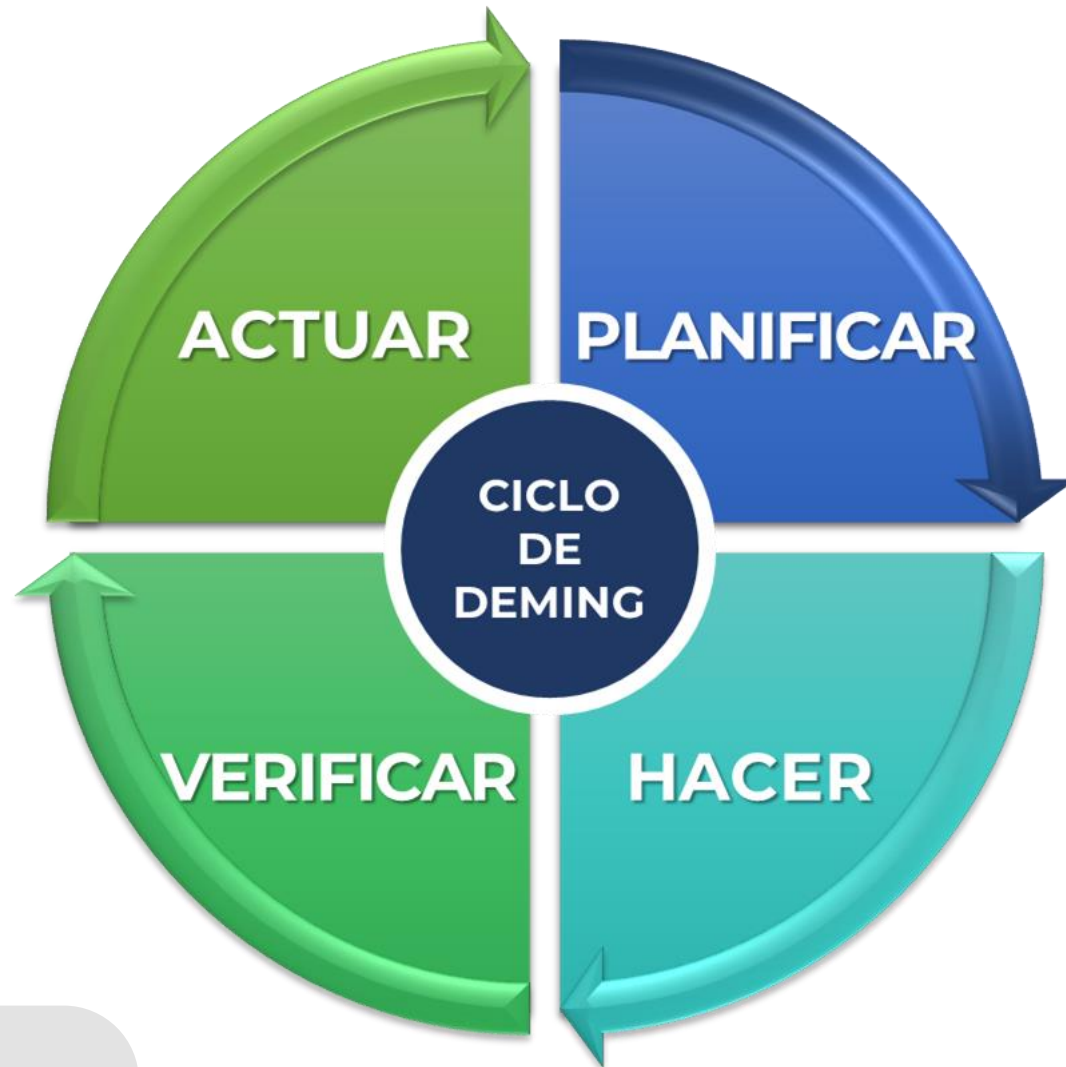 ACTUAR
PLANIFICAR
CICLO
DE
DEMING
VERIFICAR
HACER